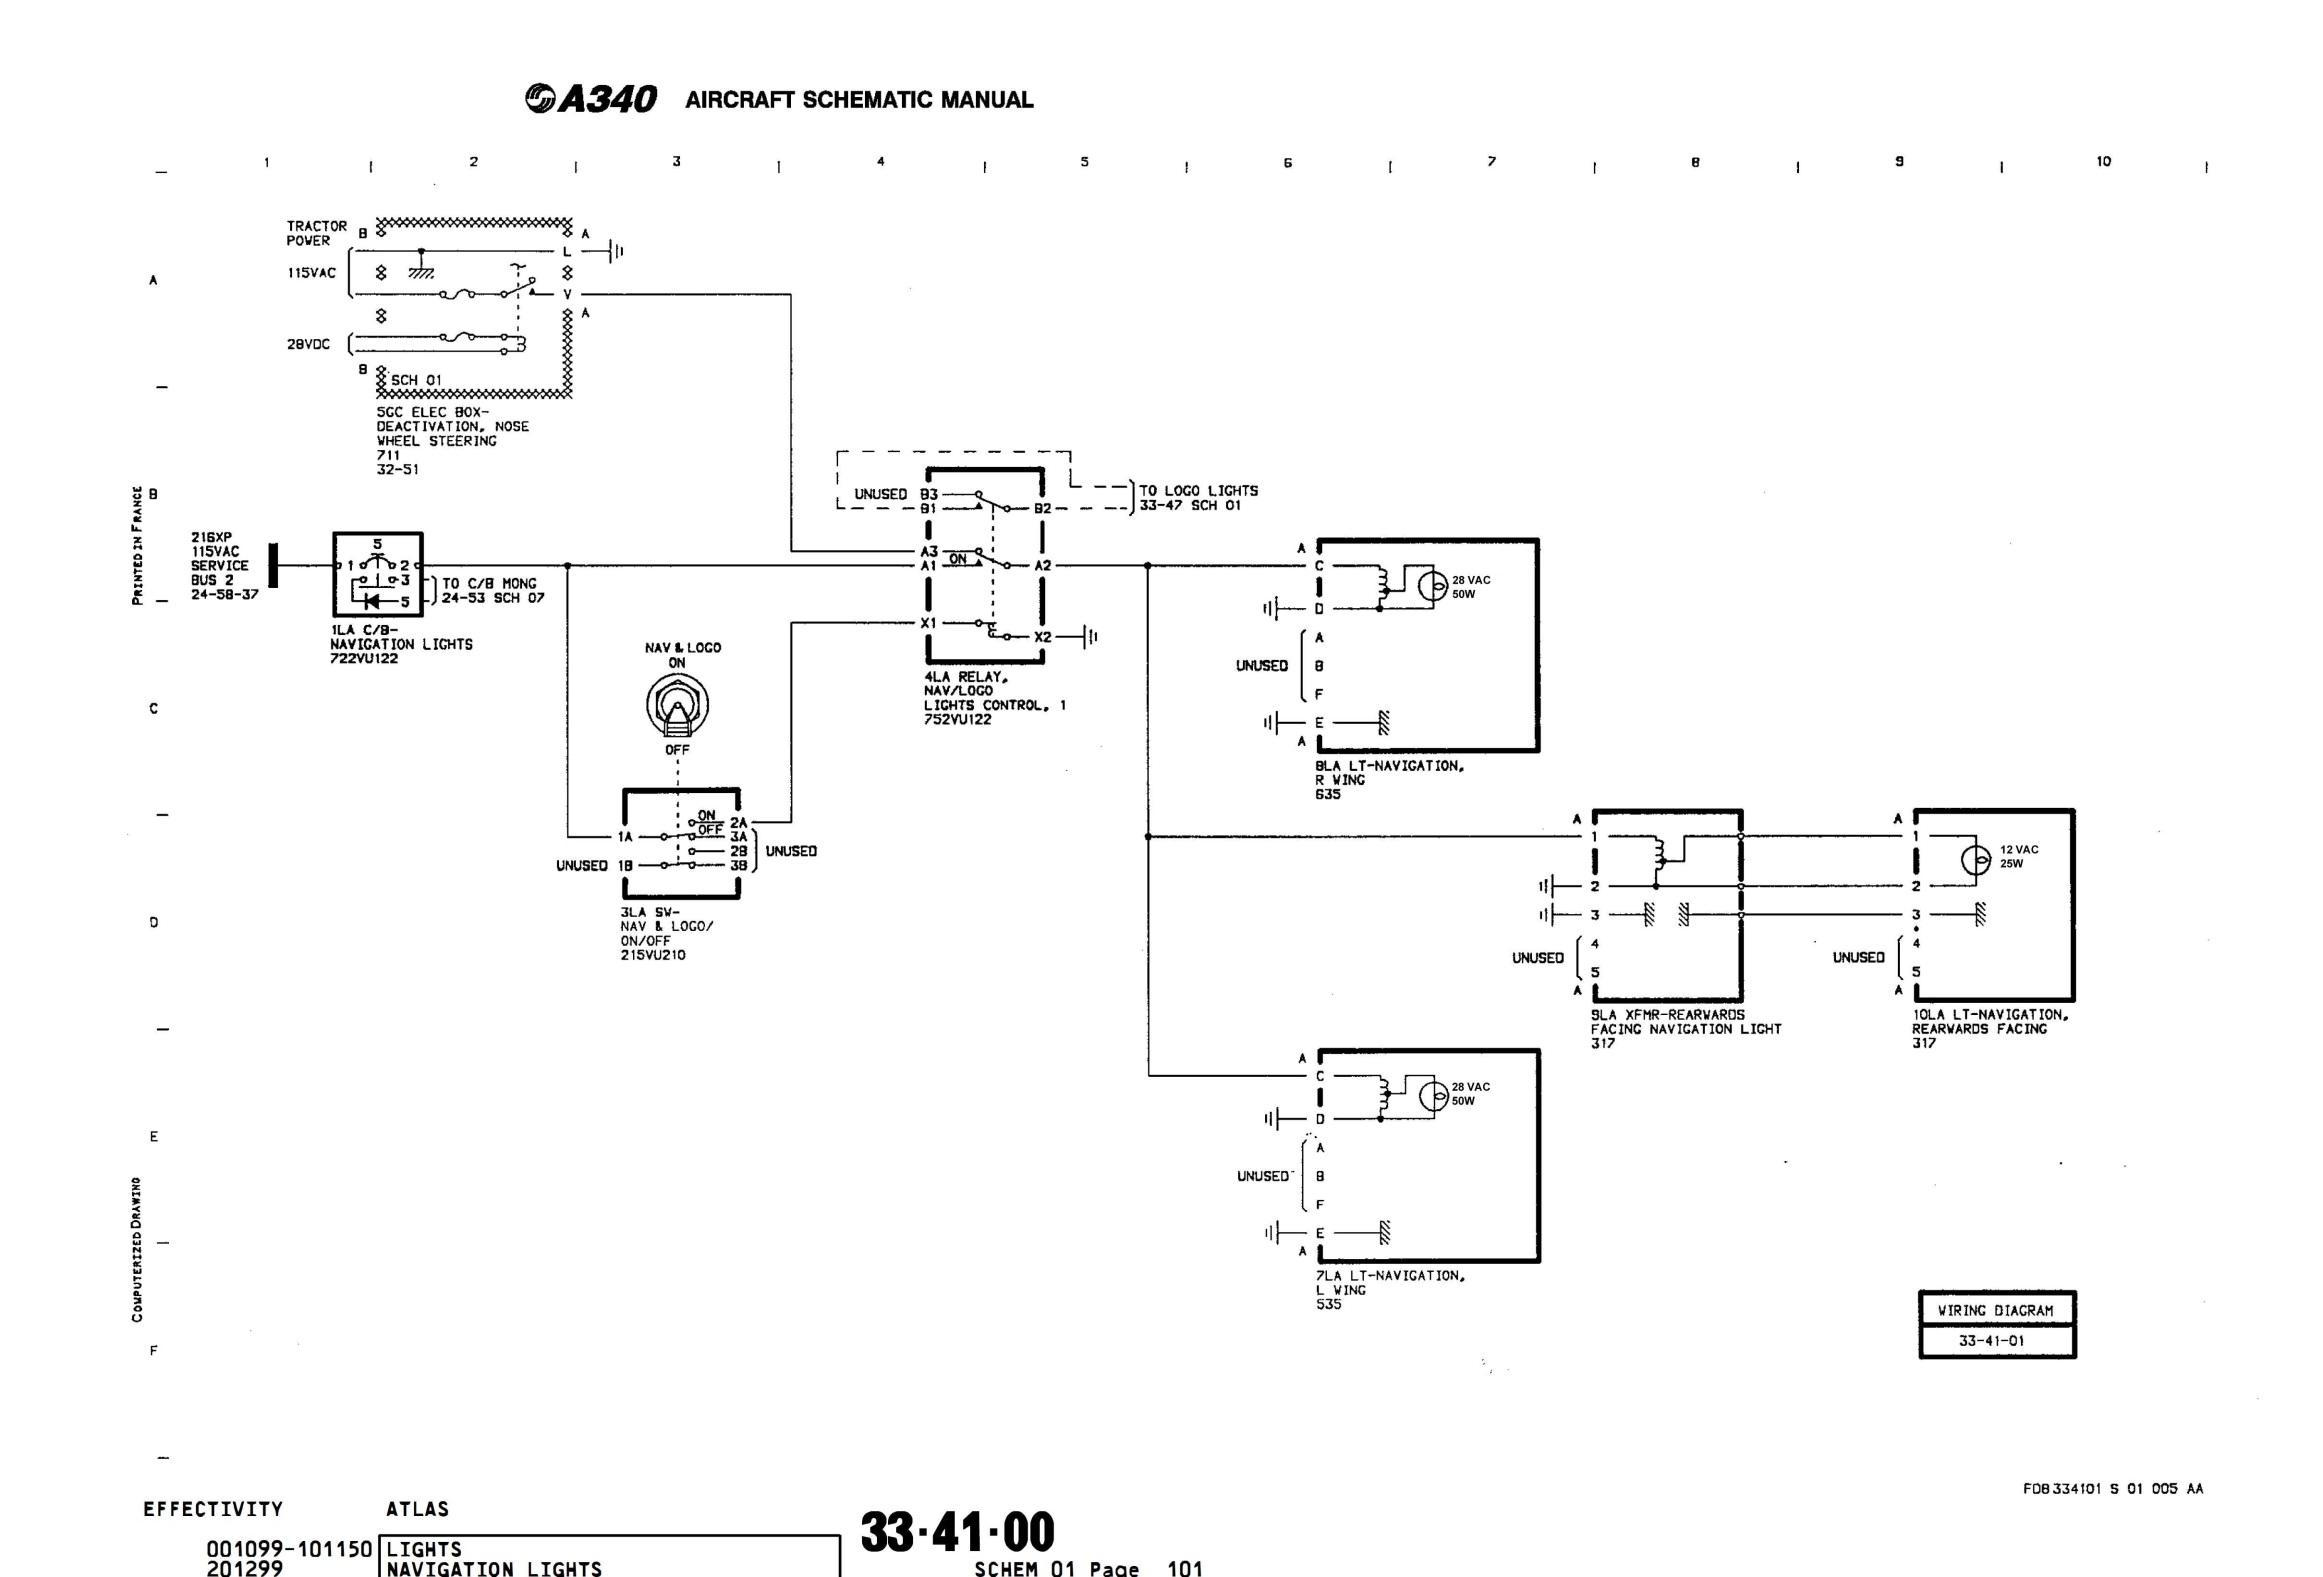 A340 AIRCRAFT SCHEMATIC MANUAL
1 2 3 4 5 6 7 8 9 10
A
B
C
D
E
F
PRINTED IN FRANCE
COMPUTERIZED DRAWING
TRACTOR
POWER
B
A
L
115VAC
V
A
28VDC
B
SCH 01
5GC ELEC BOX-
DEACTIVATION, NOSE
WHEEL STEERING
711
32-51
216XP
115VAC
SERVICE
BUS 2
24-58-37
5
1 2
3
5
TO C/B MONG
24-53 SCH 07
1LA C/B-
NAVIGATION LIGHTS
722VU122
NAV & LOGO
ON
OFF
ON 2A
1A OFF 3A
2B UNUSED
UNUSED 1B 3B
3LA SW-
NAV & LOGO/
ON/OFF
215VU210
UNUSED B3
B1 B2
TO LOGO LIGHTS
33-47 SCH 01
A3
ON
A1 A2
X1
X2
4LA RELAY,
NAV/LOGO
LIGHTS CONTROL, 1
752VU122
A
C
28 VAC
50W
D
A
UNUSED B
F
E
A
8LA LT-NAVIGATION,
R WING
635
A
1
2
3
4
UNUSED
5
A
9LA XFMR-REARWARDS
FACING NAVIGATION LIGHT
317
A
1
12 VAC
25W
2
3
4
UNUSED
5
A
10LA LT-NAVIGATION,
REARWARDS FACING
317
A
C
28 VAC
50W
D
A
UNUSED B
F
E
A
7LA LT-NAVIGATION,
L WING
535
WIRING DIAGRAM
33-41-01
FDB334101 S 01 005 AA
EFFECTIVITY ATLAS
33·41·00
001099-101150 LIGHTS
201299 NAVIGATION LIGHTS
SCHEM 01 Page 101